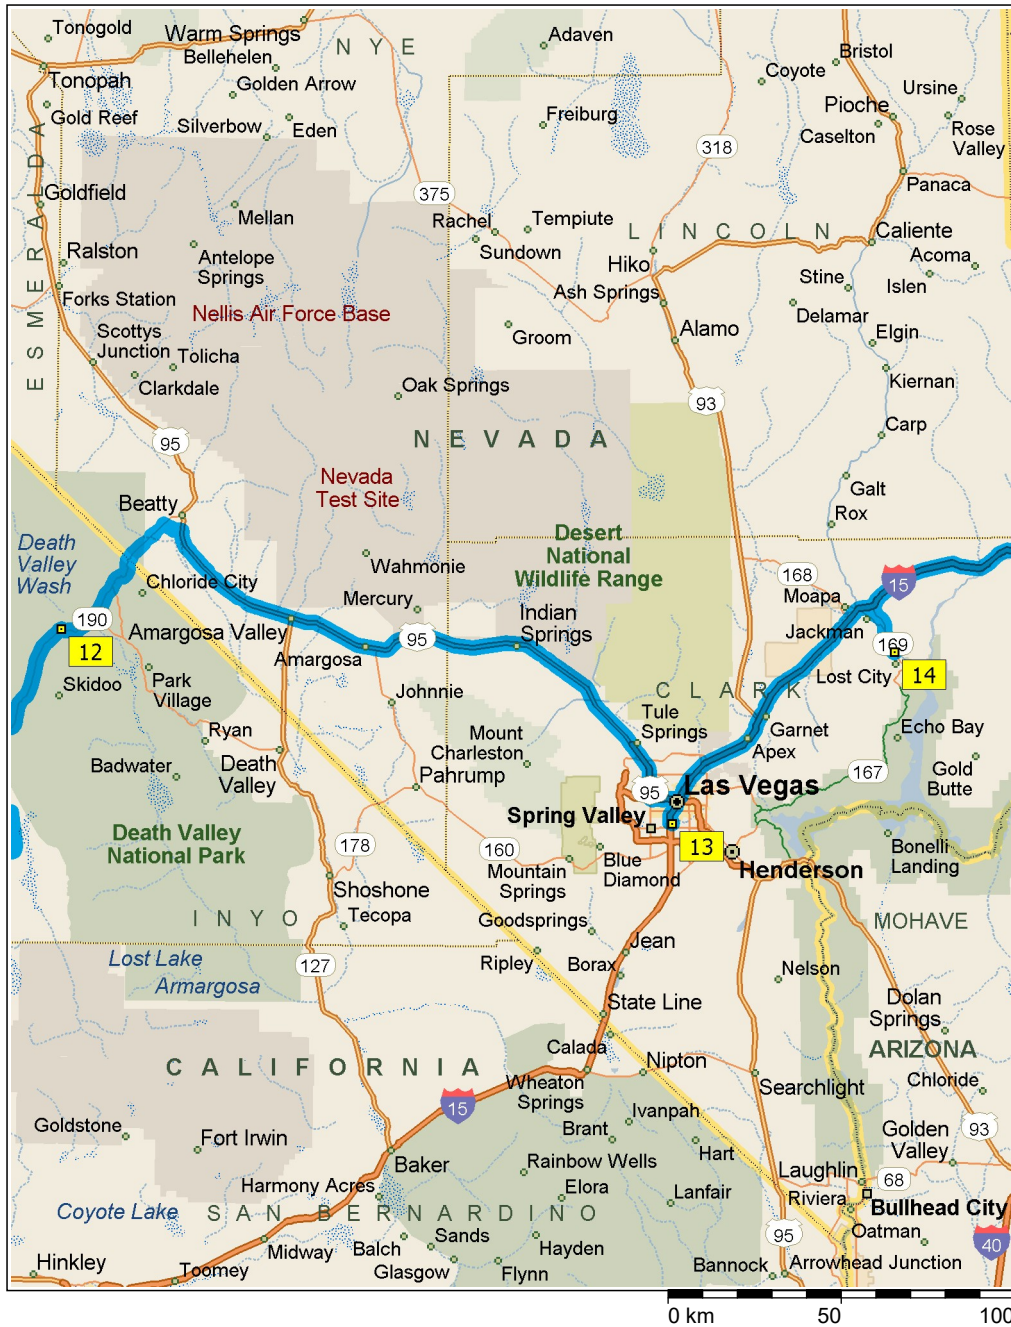 Tonogold
Warm Springs
Bellehelen
NYE
Adaven
Bristol
Coyote
Tonopah
Golden Arrow
Ursine
Gold Reef
Silverbow
Eden
Freiburg
Pioche
Caselton
Rose
Valley
318
ESMERALDA
Goldfield
375
Panaca
Mellan
Rachel
Tempiute
LINCOLN
Caliente
Ralston
Antelope
Springs
Sundown
Hiko
Acoma
Stine
Islen
Forks Station
Nellis Air Force Base
Ash Springs
Delamar
Scottys
Junction
Tolicha
Groom
Alamo
Elgin
Clarkdale
Oak Springs
Kiernan
93
95
NEVADA
Carp
Nevada
Test Site
Galt
Beatty
Rox
Death
Valley
Wash
Desert
National
Wildlife Range
Chloride City
Wahmonie
168
15
Moapa
190
Mercury
Indian
Springs
Amargosa Valley
95
Jackman
169
12
Amargosa
Lost City
14
Skidoo
Park
Village
Johnnie
CLARK
Tule
Springs
Garnet
Echo Bay
Ryan
Mount
Charleston
Apex
Badwater
Death
Valley
Pahrump
167
Gold
Butte
95
Las Vegas
Spring Valley
Death Valley
National Park
178
160
13
Bonelli
Landing
Mountain
Springs
Blue
Diamond
Henderson
Shoshone
Tecopa
INYO
Goodsprings
MOHAVE
Jean
Lost Lake
Ripley
Borax
127
Nelson
Armargosa
State Line
Dolan
Springs
Calada
Nipton
ARIZONA
CALIFORNIA
Wheaton
Springs
Searchlight
Chloride
15
Ivanpah
Goldstone
Fort Irwin
Brant
Hart
Golden
Valley
93
Baker
Rainbow Wells
Laughlin
68
Harmony Acres
Elora
Lanfair
Riviera
Bullhead City
Coyote Lake
SAN BERNARDINO
Oatman
95
40
Midway
Balch
Sands
Hayden
Hinkley
Toomey
Glasgow
Flynn
Bannock
Arrowhead Junction
0 km 50 100